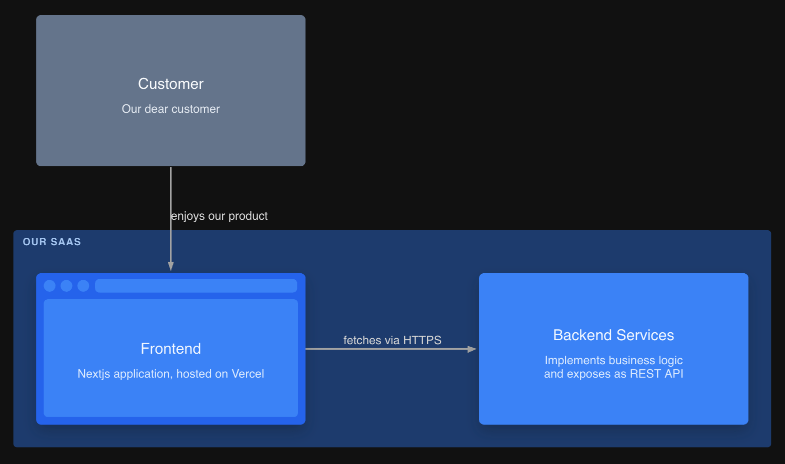 Customer
Our dear customer
enjoys our product
OUR SAAS
Frontend
Nextjs application, hosted on Vercel
fetches via HTTPS
Backend Services
Implements business logic
and exposes as REST API